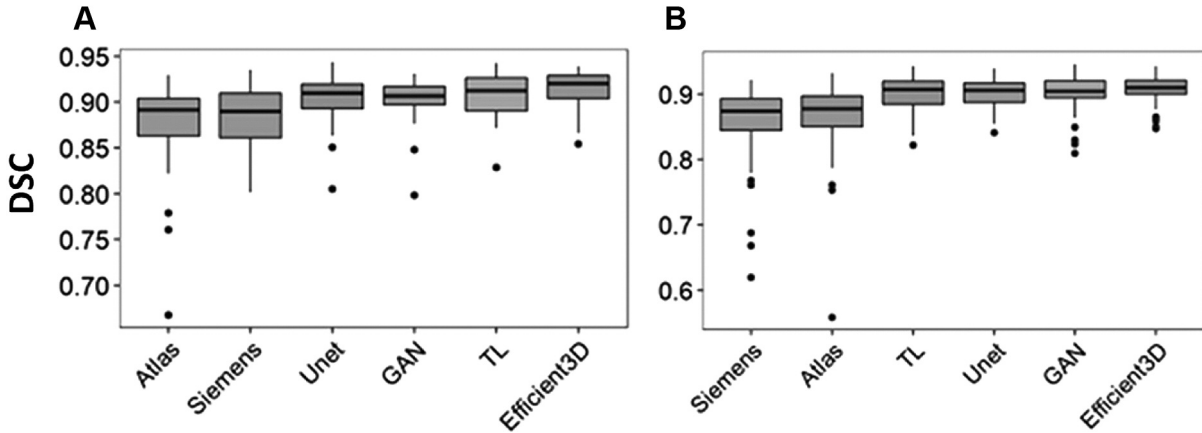 A
B
DSC
0.95
0.90
0.85
0.80
0.75
0.70
Atlas
Siemens
Unet
GAN
TL
Efficient3D
0.9
0.8
0.7
0.6
Siemens
Atlas
TL
Unet
GAN
Efficient3D